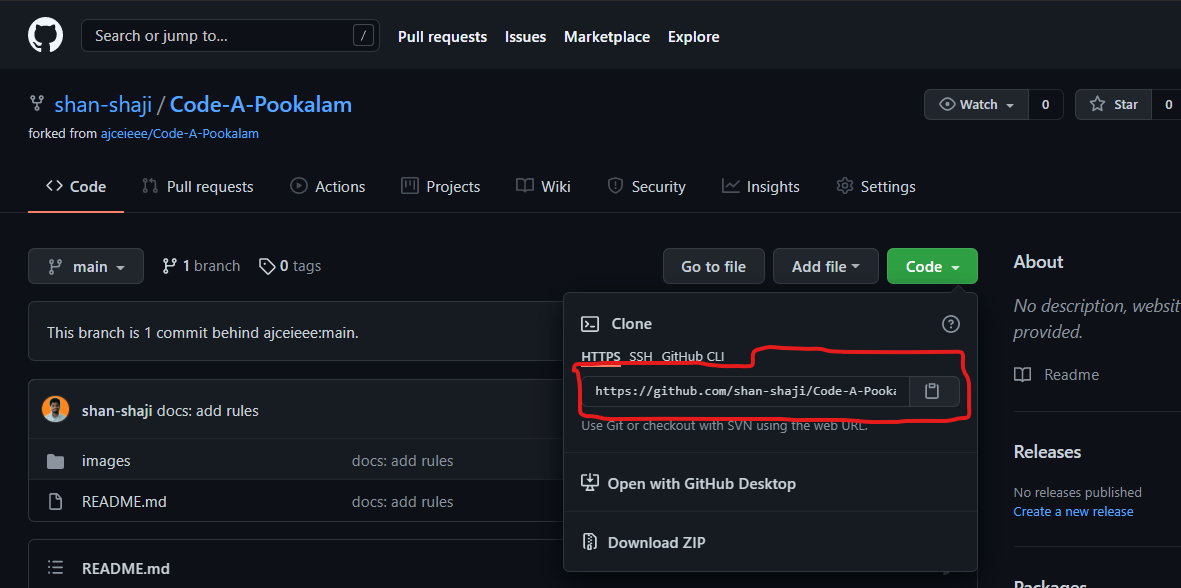 Search or jump to... / Pull requests Issues Marketplace Explore
shan-shaji / Code-A-Pookalam
Watch 0 Star 0
forked from ajceieee/Code-A-Pookalam
Code Pull requests Actions Projects Wiki Security Insights Settings
main 1 branch 0 tags Go to file Add file Code
This branch is 1 commit behind ajceieee:main.
shan-shaji docs: add rules
images docs: add rules
README.md docs: add rules
README.md
Clone
HTTPS SSH GitHub CLI
https://github.com/shan-shaji/Code-A-Pooka
Use Git or checkout with SVN using the web URL.
Open with GitHub Desktop
Download ZIP
About
No description, websit
provided.
Readme
Releases
No releases published
Create a new release
Packages